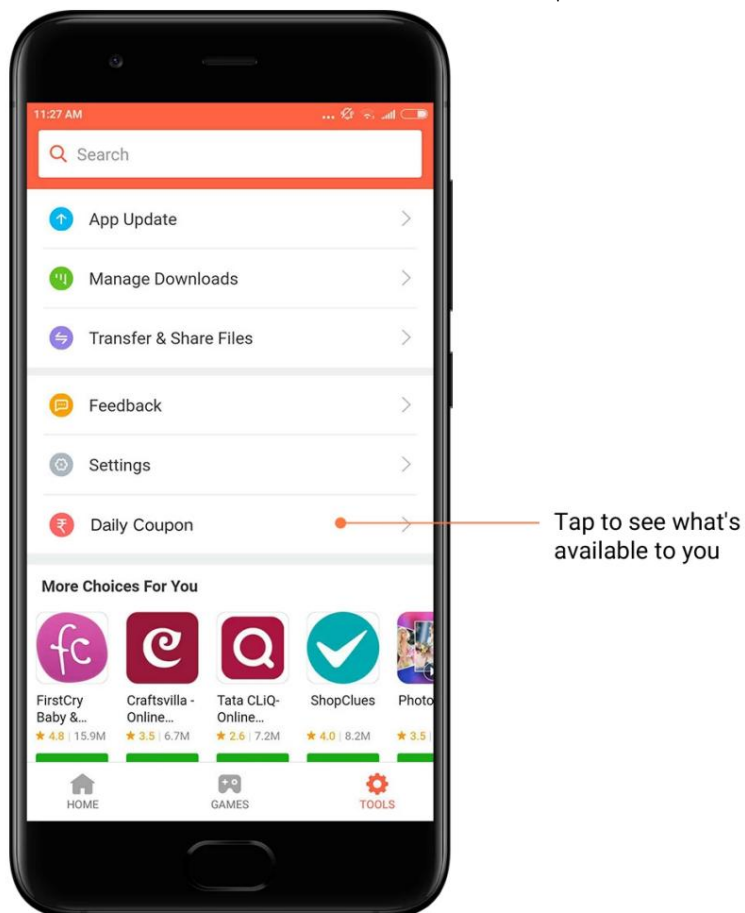 11:27 AM
Search
App Update
Manage Downloads
Transfer & Share Files
Feedback
Settings
₹ Daily Coupon
Tap to see what's
available to you
More Choices For You
fc
e
Q
FirstCry
Baby &...
★ 4.8 | 15.9M
Craftsvilla -
Online...
★ 3.5 | 6.7M
Tata CLiQ-
Online...
★ 2.6 | 7.2M
ShopClues
★ 4.0 | 8.2M
Photo
★ 3.5 |
HOME
GAMES
TOOLS